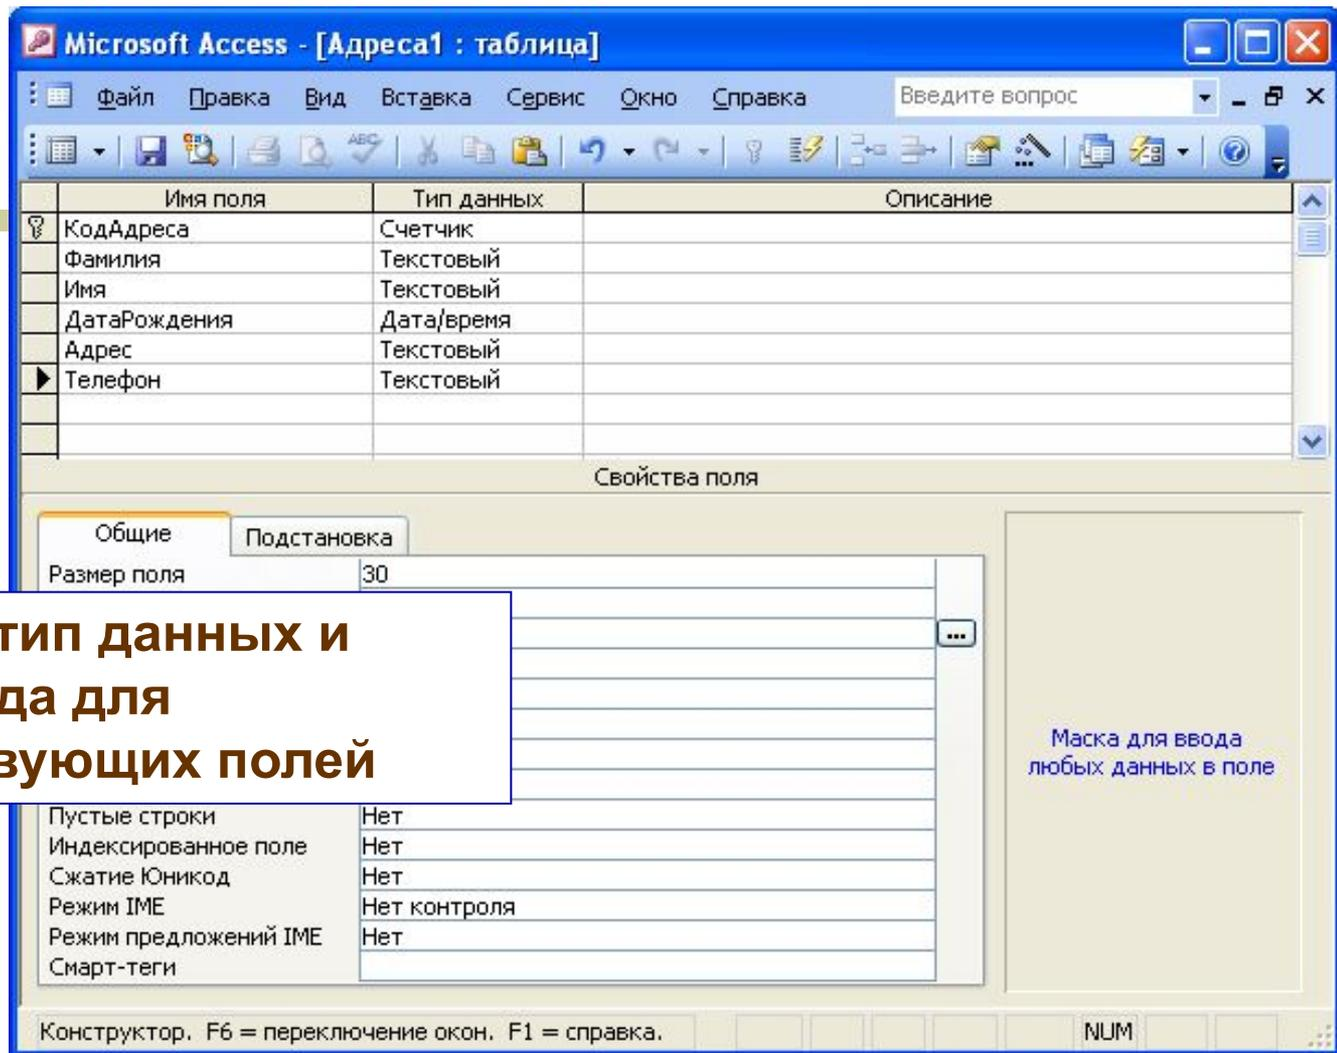 Microsoft Access - [Адреса1 : таблица]
Файл Правка Вид Вставка Сервис Окно Справка Введите вопрос
Имя поля Тип данных Описание
КодАдреса Счетчик
Фамилия Текстовый
Имя Текстовый
ДатаРождения Дата/время
Адрес Текстовый
Телефон Текстовый
Свойства поля
Общие Подстановка
Размер поля 30
тип данных и
да для
вующих полей
Маска для ввода
любых данных в поле
Пустые строки Нет
Индексированное поле Нет
Сжатие Юникод Нет
Режим IME Нет контроля
Режим предложений IME Нет
Смарт-теги
Конструктор. F6 = переключение окон. F1 = справка. NUM